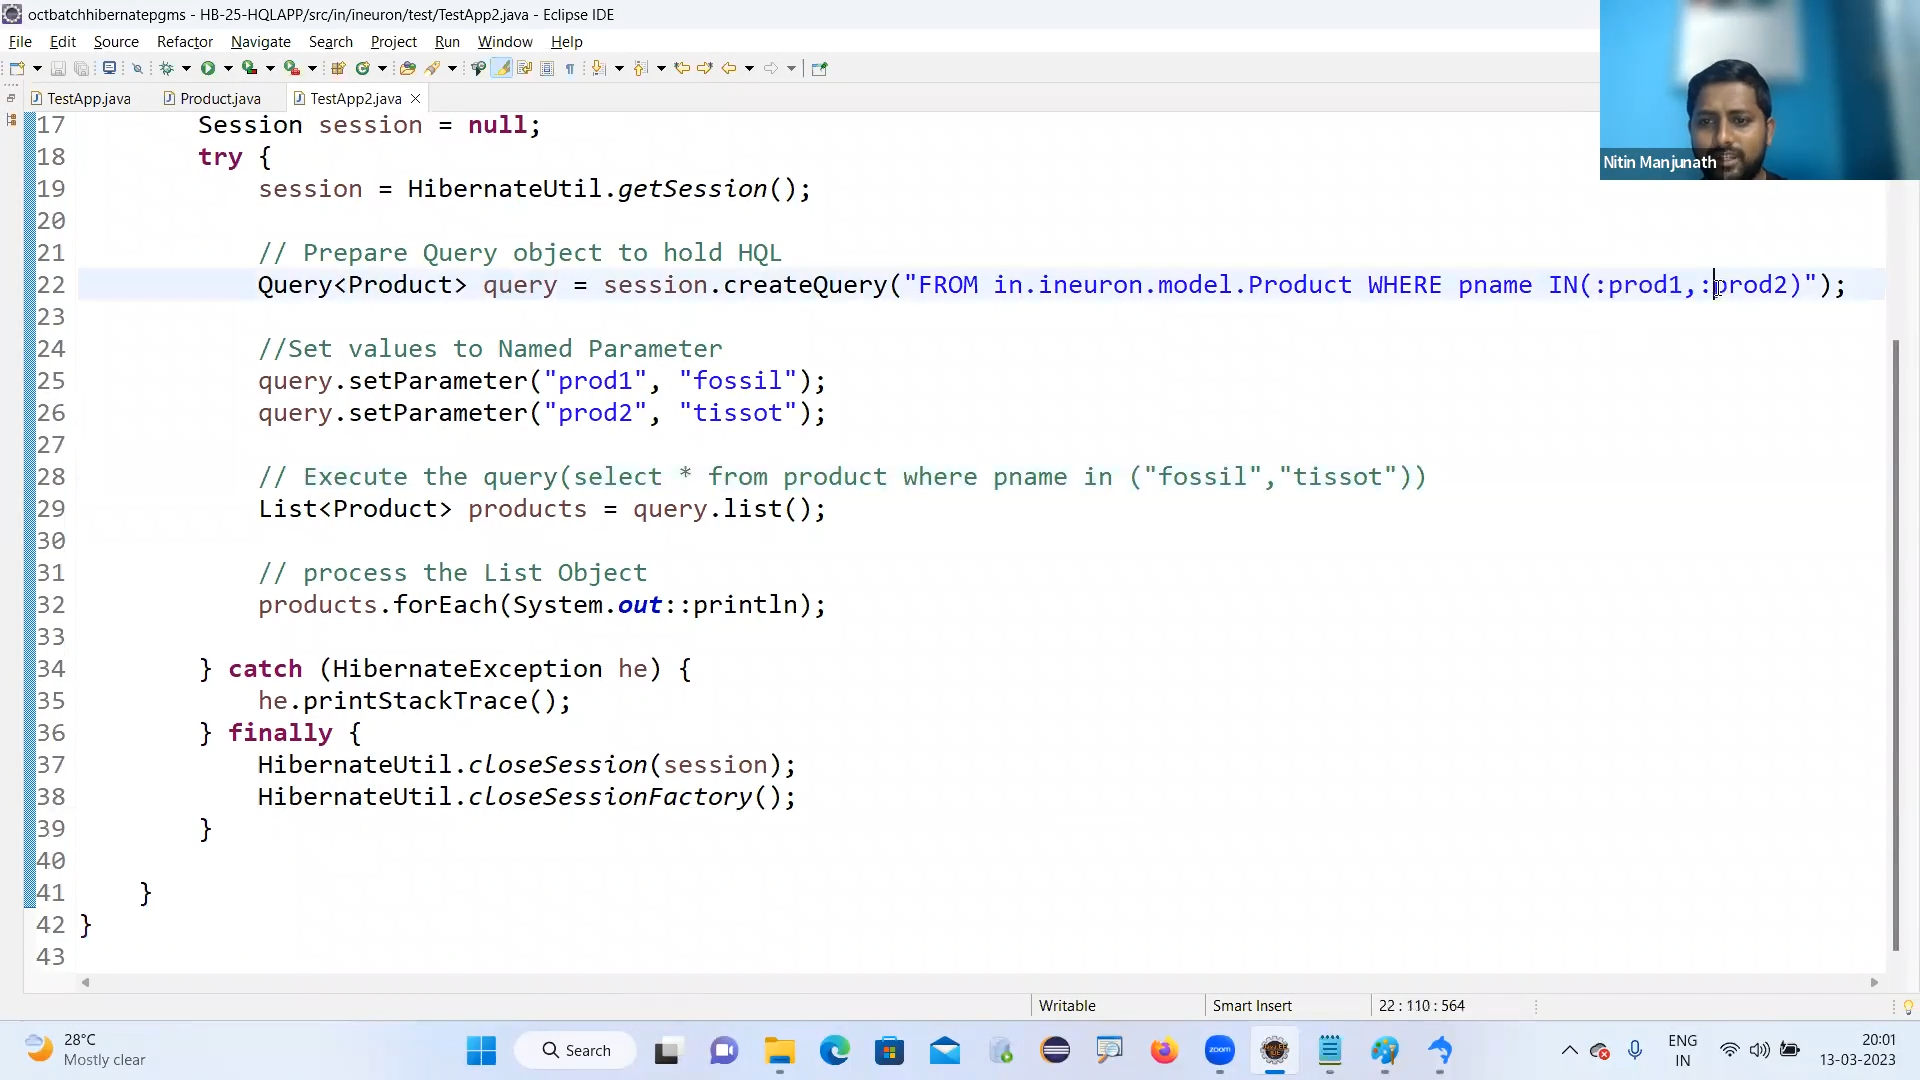 octbatchhibernatepgms - HB-25-HQLAPP/src/in/ineuron/test/TestApp2.java - Eclipse IDE
File Edit Source Refactor Navigate Search Project Run Window Help
TestApp.java Product.java TestApp2.java
Nitin Manjunath
17 Session session = null;
18 try {
19 session = HibernateUtil.getSession();
20
21 // Prepare Query object to hold HQL
22 Query<Product> query = session.createQuery("FROM in.ineuron.model.Product WHERE pname IN(:prod1,:prod2)");
23
24 //Set values to Named Parameter
25 query.setParameter("prod1", "fossil");
26 query.setParameter("prod2", "tissot");
27
28 // Execute the query(select * from product where pname in ("fossil","tissot"))
29 List<Product> products = query.list();
30
31 // process the List Object
32 products.forEach(System.out::println);
33
34 } catch (HibernateException he) {
35 he.printStackTrace();
36 } finally {
37 HibernateUtil.closeSession(session);
38 HibernateUtil.closeSessionFactory();
39 }
40
41 }
42 }
43
Writable Smart Insert 22 : 110 : 564
28°C
Mostly clear
Search
zoom
ENG
IN
20:01
13-03-2023